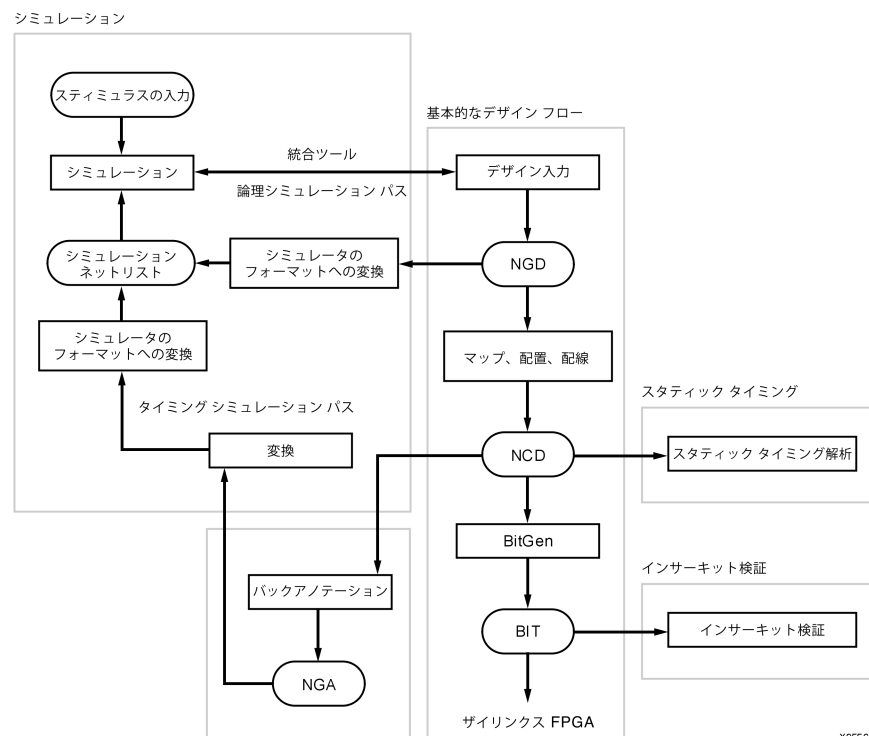 シミュレーション
スティミュラスの入力
基本的なデザイン フロー
統合ツール
シミュレーション
デザイン入力
論理シミュレーション パス
シミュレーション
ネットリスト
シミュレータの
フォーマットへの変換
NGD
シミュレータの
フォーマットへの変換
マップ、配置、配線
タイミング シミュレーション パス
スタティック タイミング
変換
NCD
スタティック タイミング解析
BitGen
インサーキット検証
バックアノテーション
BIT
インサーキット検証
NGA
ザイリンクス FPGA